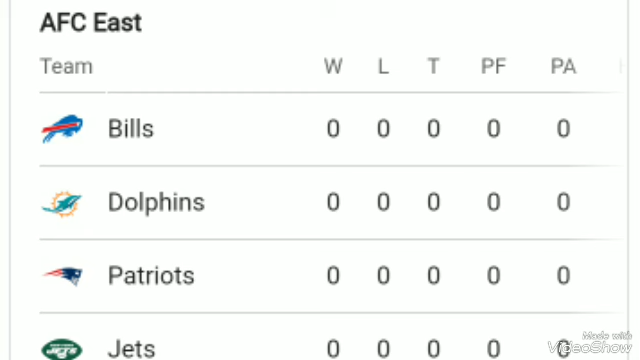 AFC East
Team W L T PF PA
Bills 0 0 0 0 0
Dolphins 0 0 0 0 0
Patriots 0 0 0 0 0
Jets 0 0 0 0 0
Made with
VideoShow